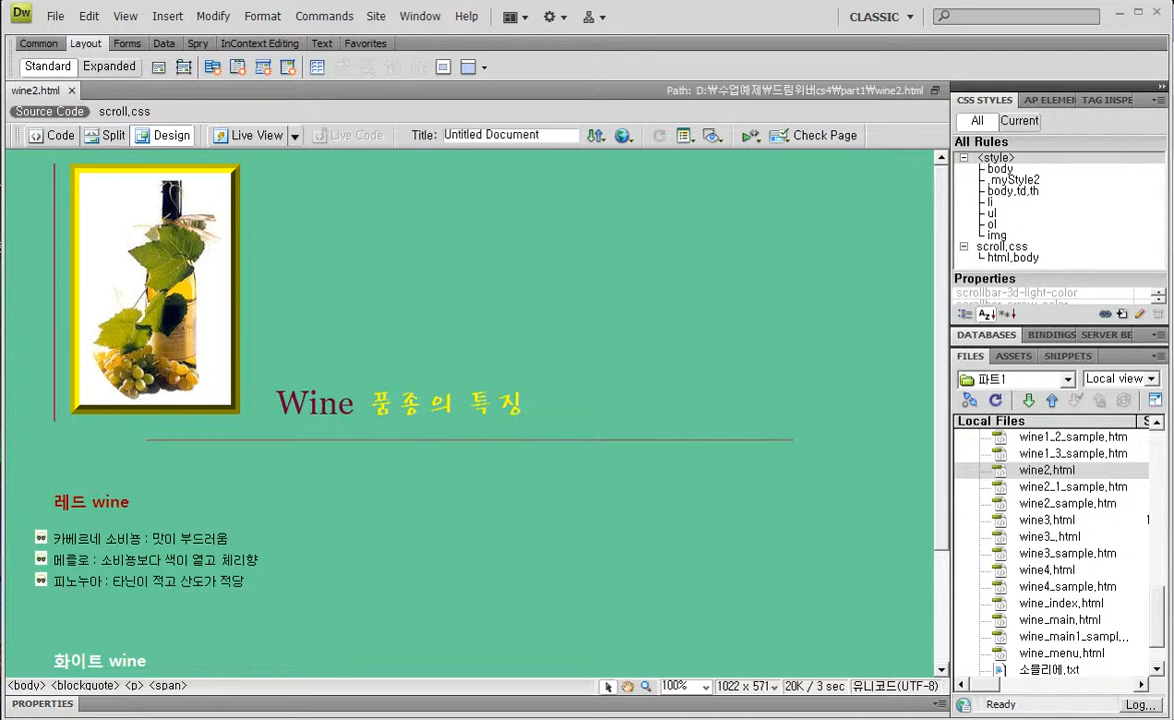 Dw File Edit View Insert Modify Format Commands Site Window Help CLASSIC
Common Layout Forms Data Spry InContext Editing Text Favorites
Standard Expanded
wine2.html Path: D:₩수업예제₩드림위버cs4₩part1₩wine2.html
Source Code scroll,css
Code Split Design Live View Live Code Title: Untitled Document Check Page
Wine 품종의 특징
레드 wine
카베르네 소비뇽 : 맛이 부드러움
메를로 : 소비뇽보다 색이 옅고 체리향
피노누아 : 타닌이 적고 산도가 적당
화이트 wine
<body> <blockquote> <p> <span> 100% 1022 x 571 20K / 3 sec 유니코드(UTF-8)
PROPERTIES
CSS STYLES AP ELEMEN TAG INSPE
All Current
All Rules
<style>
body
,myStyle2
body,td,th
li
ul
ol
img
scroll,css
html,body
Properties
scrollbar-3d-light-color
DATABASES BINDINGS SERVER BE
FILES ASSETS SNIPPETS
파트1 Local view
Local Files S
wine1_2_sample,htm
wine1_3_sample,htm
wine2,html
wine2_1_sample,htm
wine2_sample,htm
wine3,html 1
wine3_,html
wine3_sample,htm
wine4,html
wine4_sample,htm
wine_index,html
wine_main,html
wine_main1_sampl,..
wine_menu,html
소믈리에,txt
Ready Log...